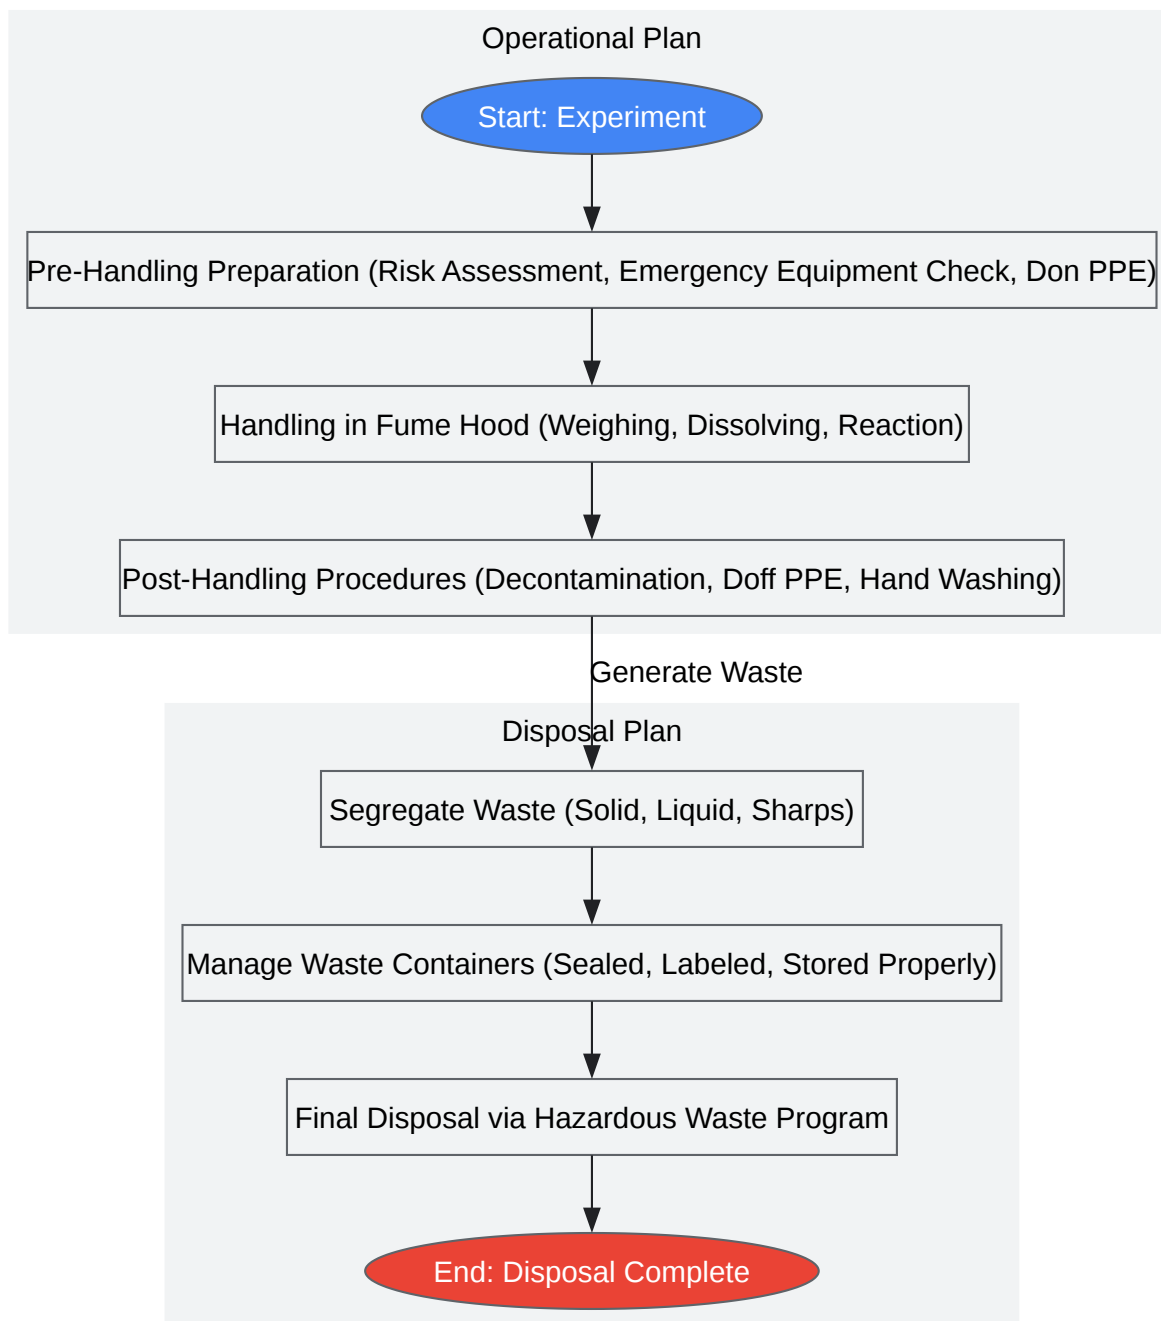 Operational Plan
Start: Experiment
Pre-Handling Preparation (Risk Assessment, Emergency Equipment Check, Don PPE)
Handling in Fume Hood (Weighing, Dissolving, Reaction)
Post-Handling Procedures (Decontamination, Doff PPE, Hand Washing)
Generate Waste
Disposal Plan
Segregate Waste (Solid, Liquid, Sharps)
Manage Waste Containers (Sealed, Labeled, Stored Properly)
Final Disposal via Hazardous Waste Program
End: Disposal Complete